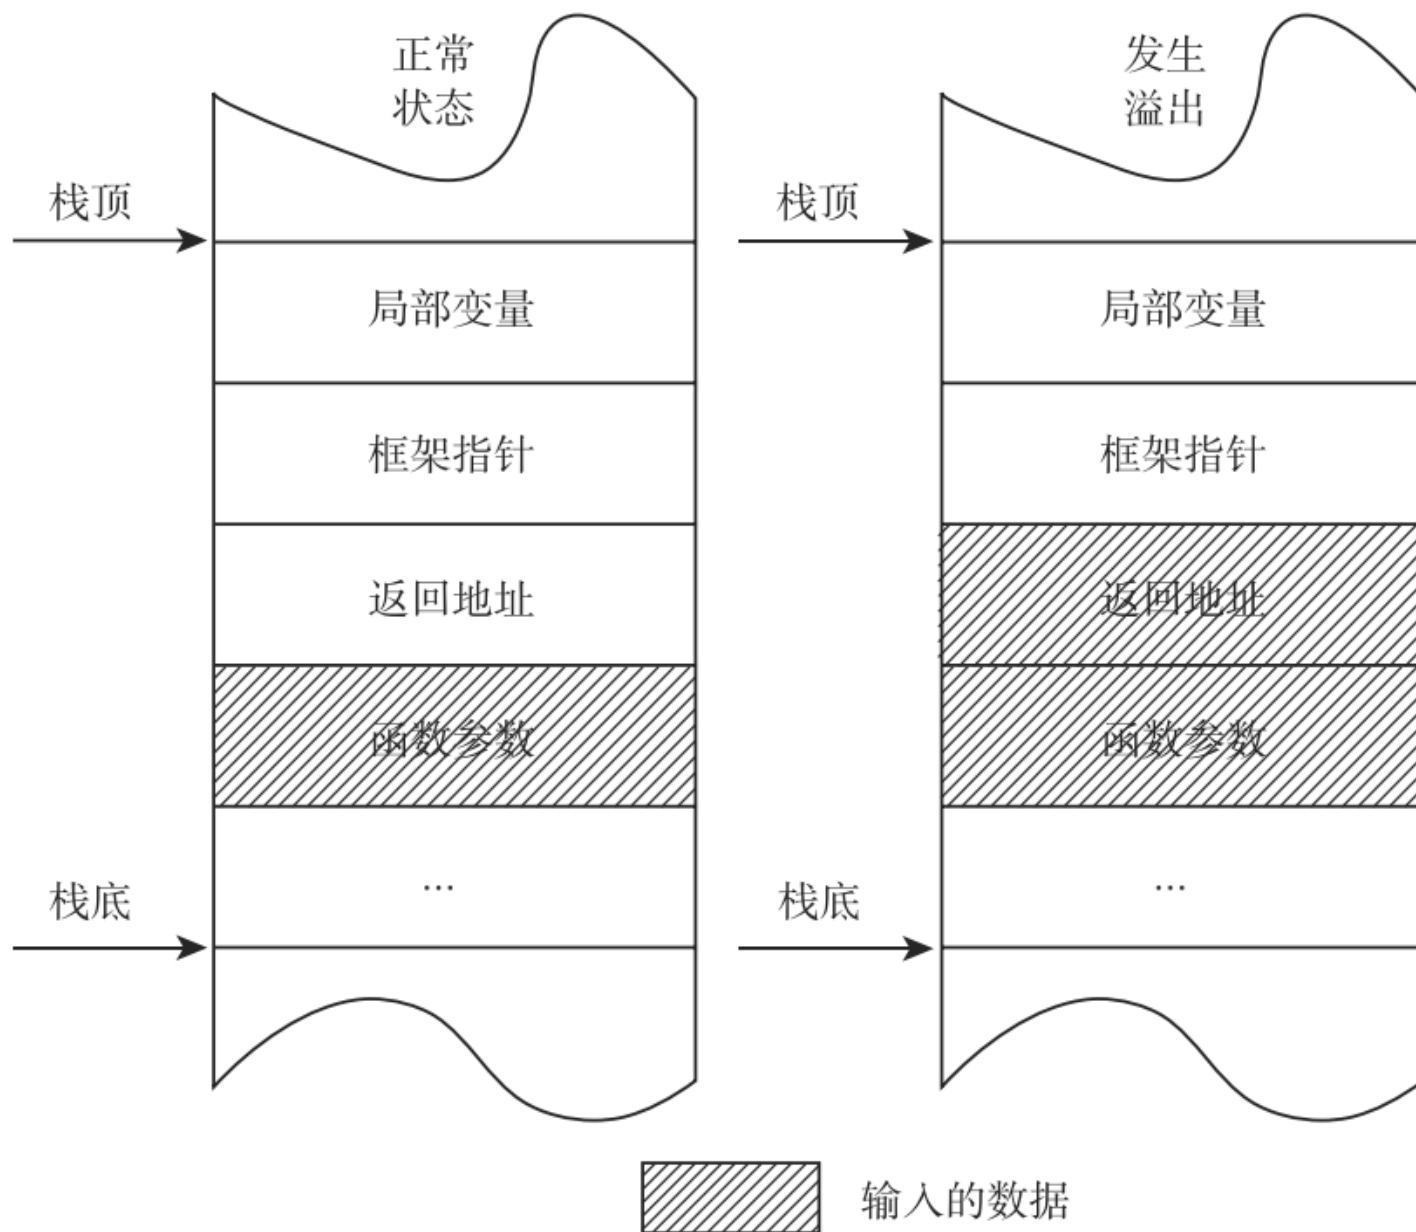 正常
状态
栈顶
局部变量
框架指针
返回地址
函数参数
...
栈底
发生
溢出
栈顶
局部变量
框架指针
返回地址
函数参数
...
栈底
输入的数据